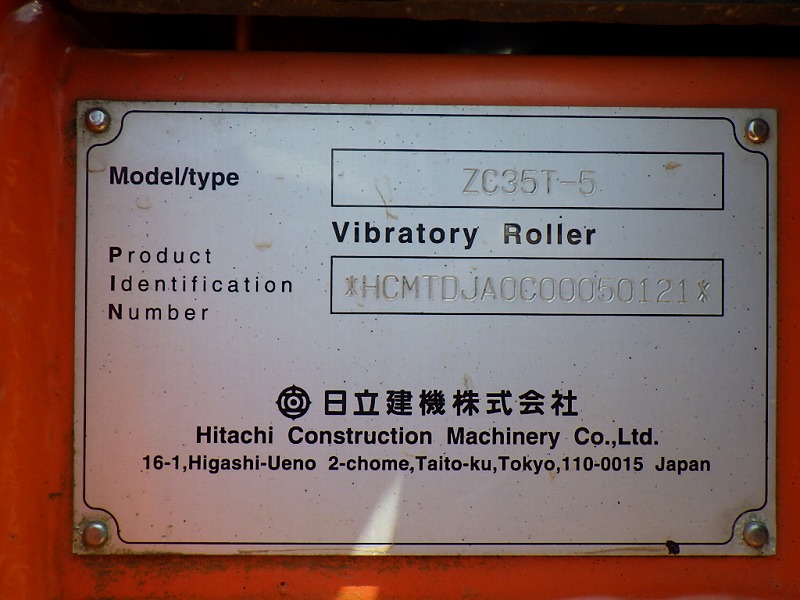 Model/type ZC35T-5
Vibratory Roller
Product
Identification *HCMTDJA0C00050121*
Number
日立建機株式会社
Hitachi Construction Machinery Co.,Ltd.
16-1,Higashi-Ueno 2-chome,Taito-ku,Tokyo,110-0015 Japan